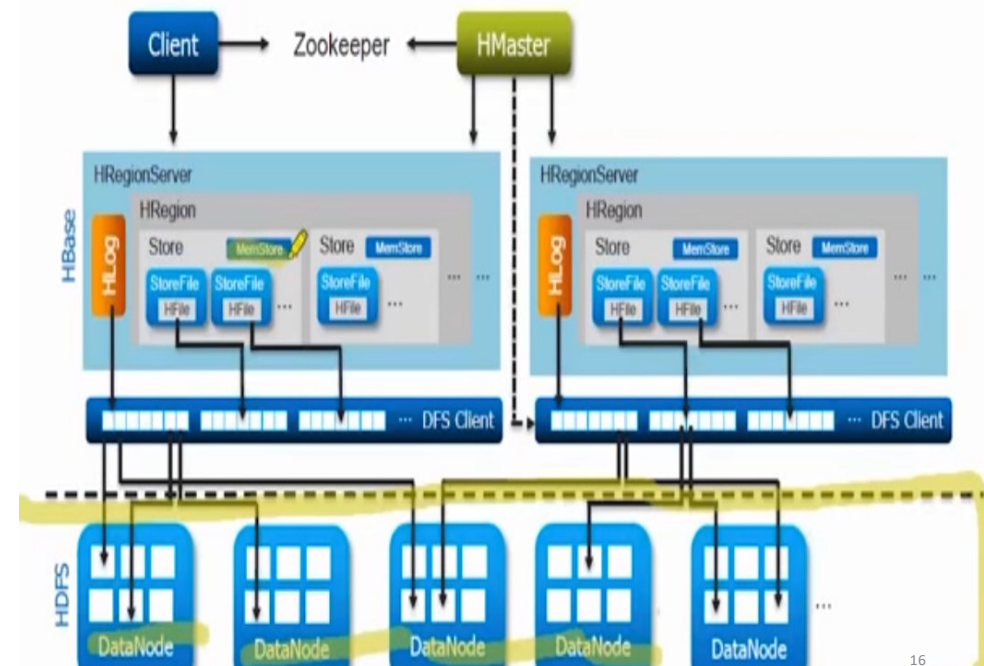 Client Zookeeper HMaster
HBase
HRegionServer
HRegion
HLog
Store MemStore
StoreFile StoreFile ...
HFile HFile
Store MemStore
StoreFile ...
HFile
... ...
HRegionServer
HRegion
HLog
Store MemStore
StoreFile StoreFile ...
HFile HFile
Store MemStore
StoreFile ...
HFile
... ...
... DFS Client
... DFS Client
HDFS
DataNode DataNode DataNode DataNode DataNode ...
16